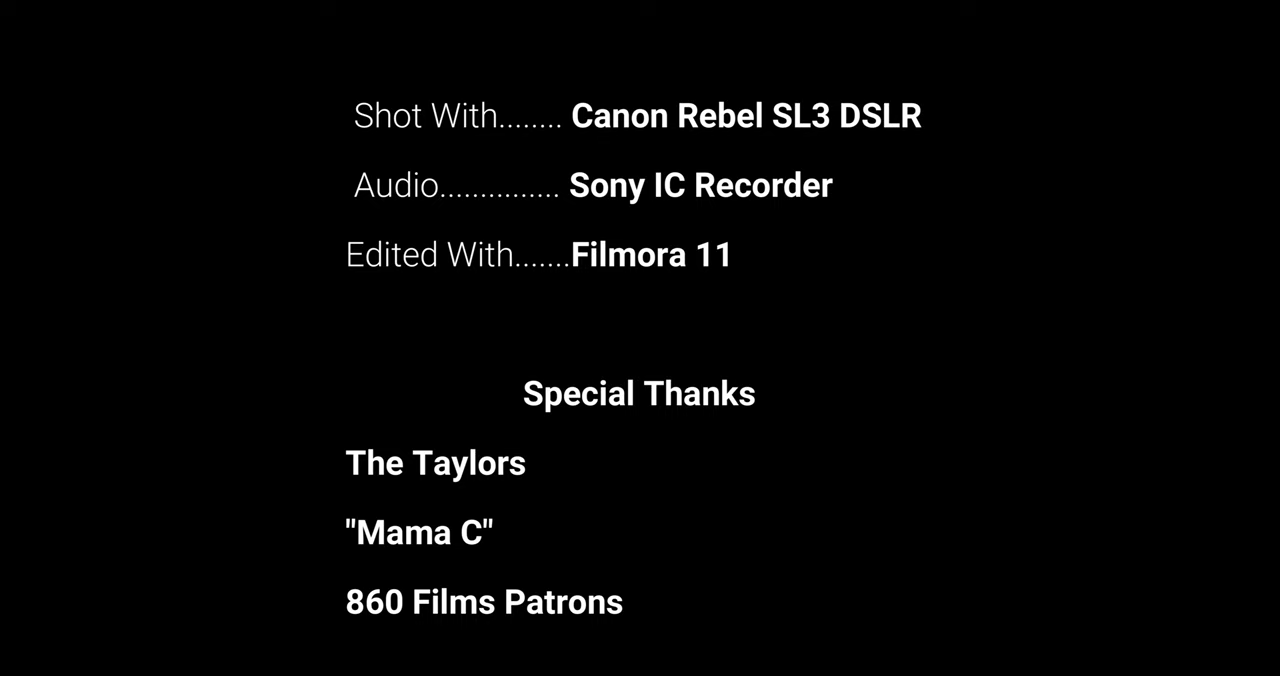 Shot With........ Canon Rebel SL3 DSLR
Audio............... Sony IC Recorder
Edited With.......Filmora 11
Special Thanks
The Taylors
"Mama C"
860 Films Patrons